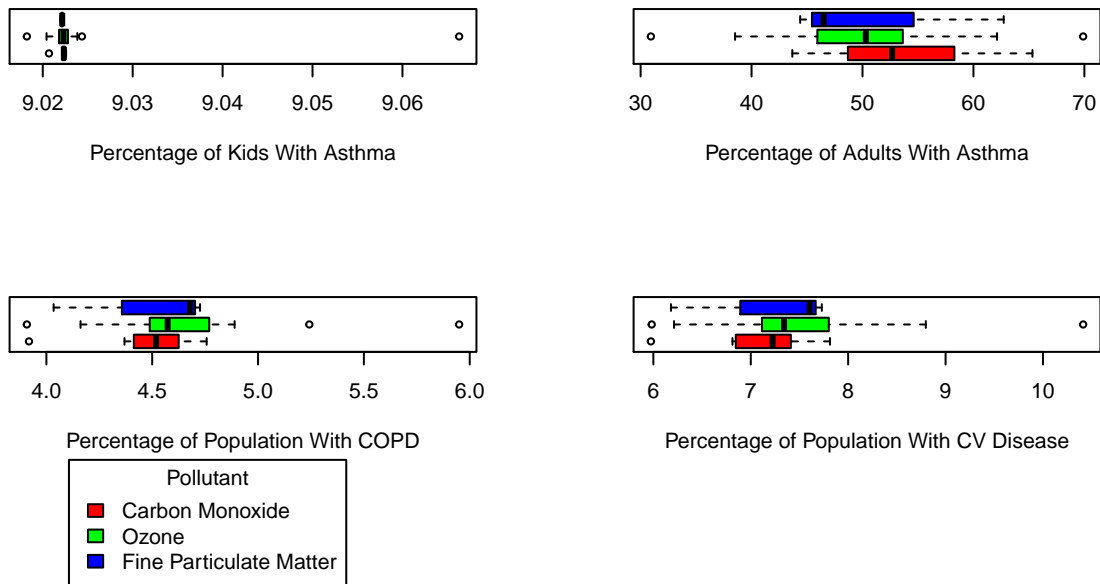 9.02 9.03 9.04 9.05 9.06
Percentage of Kids With Asthma
30 40 50 60 70
Percentage of Adults With Asthma
4.0 4.5 5.0 5.5 6.0
Percentage of Population With COPD
6 7 8 9 10
Percentage of Population With CV Disease
Pollutant
Carbon Monoxide
Ozone
Fine Particulate Matter